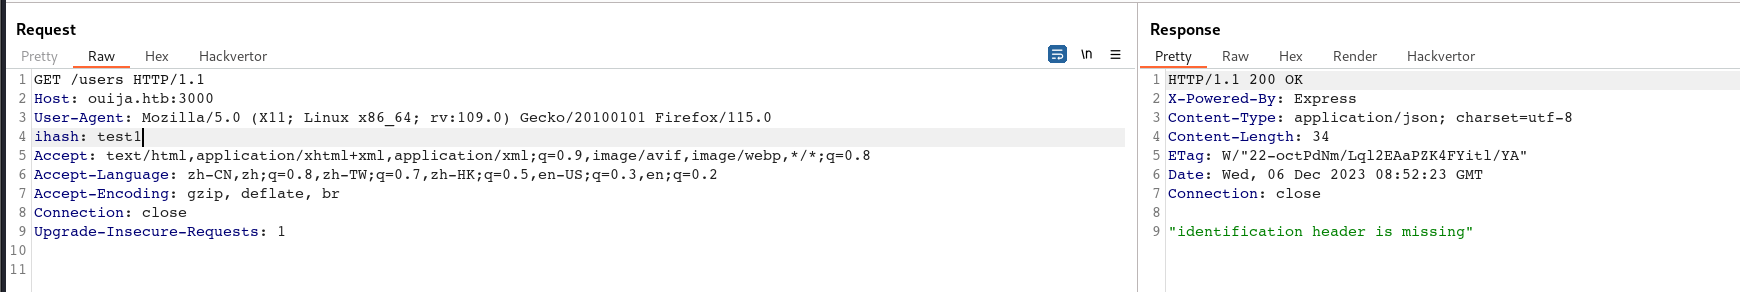 Request
Pretty Raw Hex Hackvertor \n
1 GET /users HTTP/1.1
2 Host: ouija.htb:3000
3 User-Agent: Mozilla/5.0 (X11; Linux x86_64; rv:109.0) Gecko/20100101 Firefox/115.0
4 ihash: test1
5 Accept: text/html,application/xhtml+xml,application/xml;q=0.9,image/avif,image/webp,*/*;q=0.8
6 Accept-Language: zh-CN,zh;q=0.8,zh-TW;q=0.7,zh-HK;q=0.5,en-US;q=0.3,en;q=0.2
7 Accept-Encoding: gzip, deflate, br
8 Connection: close
9 Upgrade-Insecure-Requests: 1
10
11
Response
Pretty Raw Hex Render Hackvertor
1 HTTP/1.1 200 OK
2 X-Powered-By: Express
3 Content-Type: application/json; charset=utf-8
4 Content-Length: 34
5 ETag: W/"22-octPdNm/Lql2EAaPZK4FYitl/YA"
6 Date: Wed, 06 Dec 2023 08:52:23 GMT
7 Connection: close
8
9 "identification header is missing"